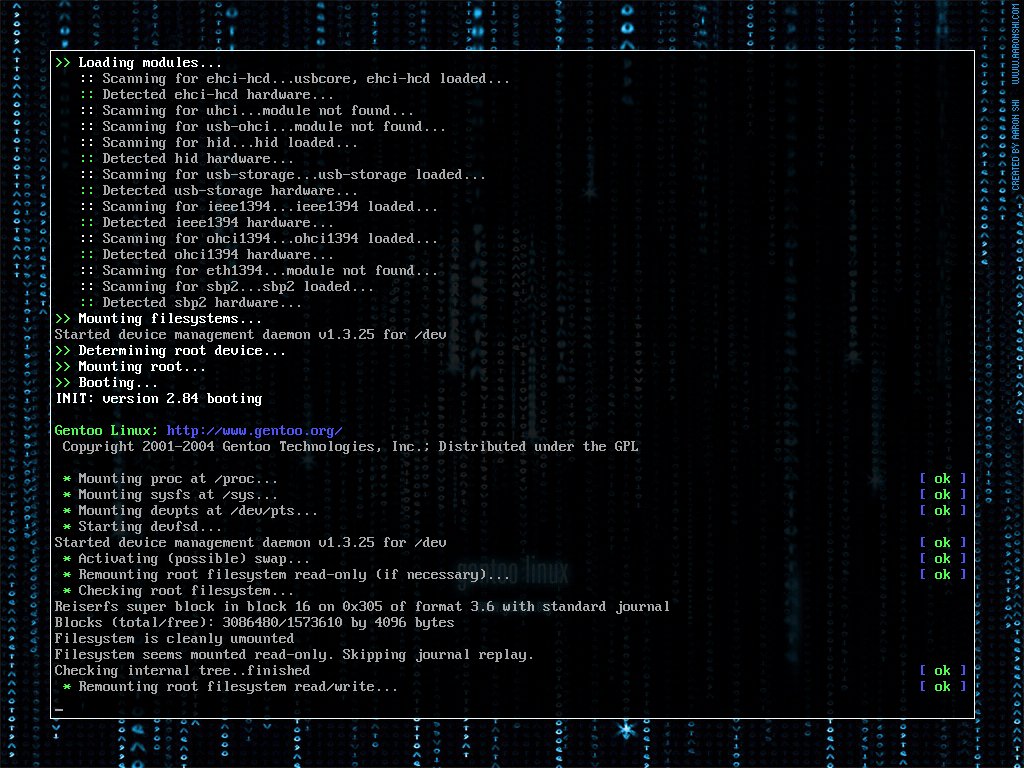 >> Loading modules...
:: Scanning for ehci-hcd...usbcore, ehci-hcd loaded...
:: Detected ehci-hcd hardware...
:: Scanning for uhci...module not found...
:: Scanning for usb-ohci...module not found...
:: Scanning for hid...hid loaded...
:: Detected hid hardware...
:: Scanning for usb-storage...usb-storage loaded...
:: Detected usb-storage hardware...
:: Scanning for ieee1394...ieee1394 loaded...
:: Detected ieee1394 hardware...
:: Scanning for ohci1394...ohci1394 loaded...
:: Detected ohci1394 hardware...
:: Scanning for eth1394...module not found...
:: Scanning for sbp2...sbp2 loaded...
:: Detected sbp2 hardware...
>> Mounting filesystems...
Started device management daemon v1.3.25 for /dev
>> Determining root device...
>> Mounting root...
>> Booting...
INIT: version 2.84 booting
Gentoo Linux; http://www.gentoo.org/
Copyright 2001-2004 Gentoo Technologies, Inc.; Distributed under the GPL
* Mounting proc at /proc... [ ok ]
* Mounting sysfs at /sys... [ ok ]
* Mounting devpts at /dev/pts... [ ok ]
* Starting devfsd...
Started device management daemon v1.3.25 for /dev [ ok ]
* Activating (possible) swap... [ ok ]
* Remounting root filesystem read-only (if necessary)... [ ok ]
* Checking root filesystem...
Reiserfs super block in block 16 on 0x305 of format 3.6 with standard journal
Blocks (total/free): 3086480/1573610 by 4096 bytes
Filesystem is cleanly umounted
Filesystem seems mounted read-only. Skipping journal replay.
Checking internal tree..finished [ ok ]
* Remounting root filesystem read/write... [ ok ]
_
gentoo linux
CREATED BY AARON SHI WWW.AARONSHI.COM